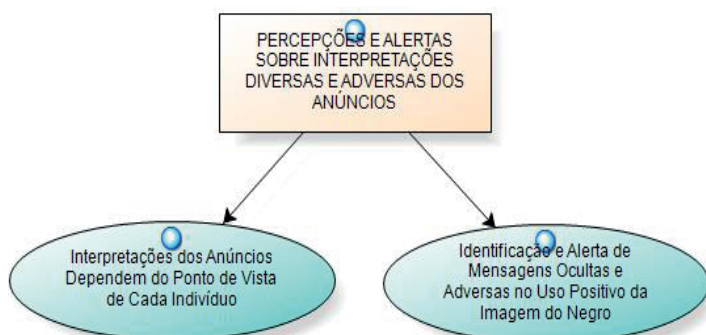 PERCEPÇÕES E ALERTAS
SOBRE INTERPRETAÇÕES
DIVERSAS E ADVERSAS DOS
ANÚNCIOS
Interpretações dos Anúncios
Dependem do Ponto de Vista
de Cada Indivíduo
Identificação e Alerta de
Mensagens Ocultas e
Adversas no Uso Positivo da
Imagem do Negro